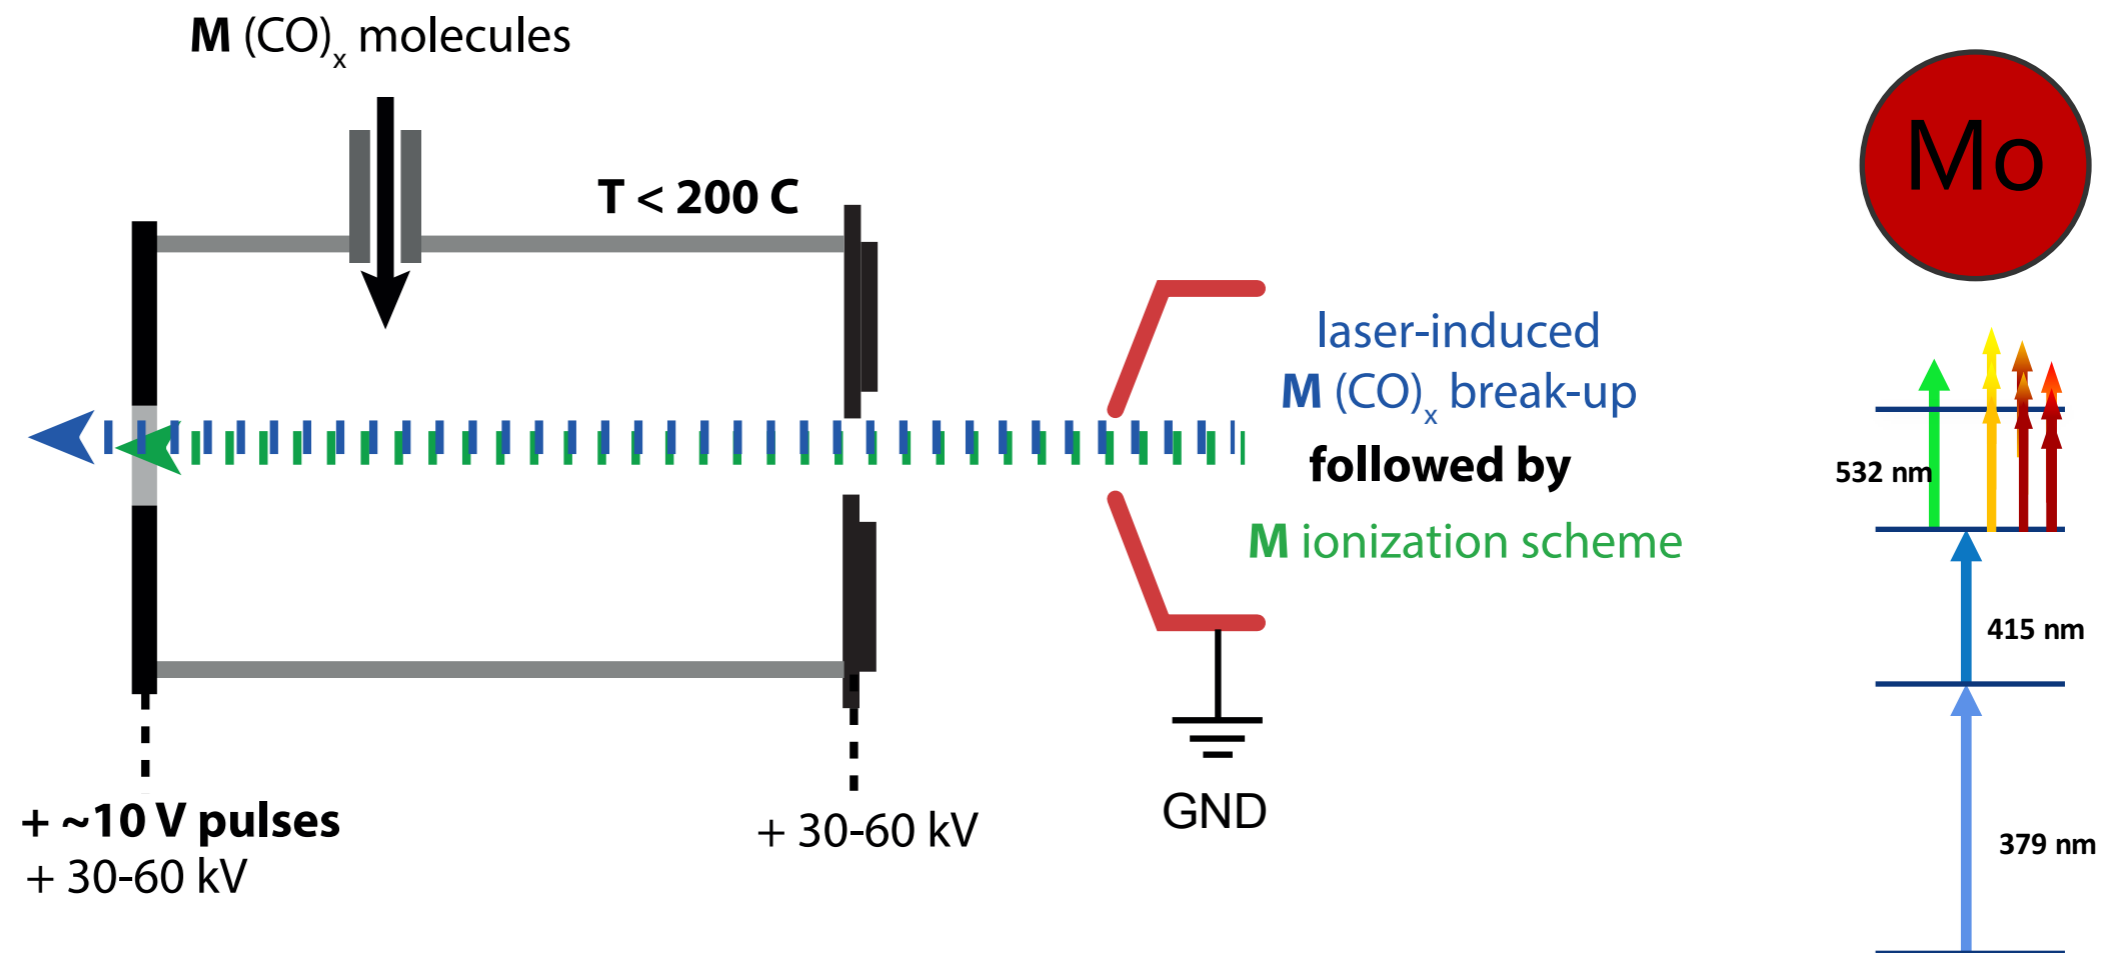 M (CO)x molecules
T < 200 C
Mo
laser-induced
M (CO)x break-up
followed by
M ionization scheme
532 nm
415 nm
379 nm
+ ~10 V pulses
+ 30-60 kV
+ 30-60 kV
GND